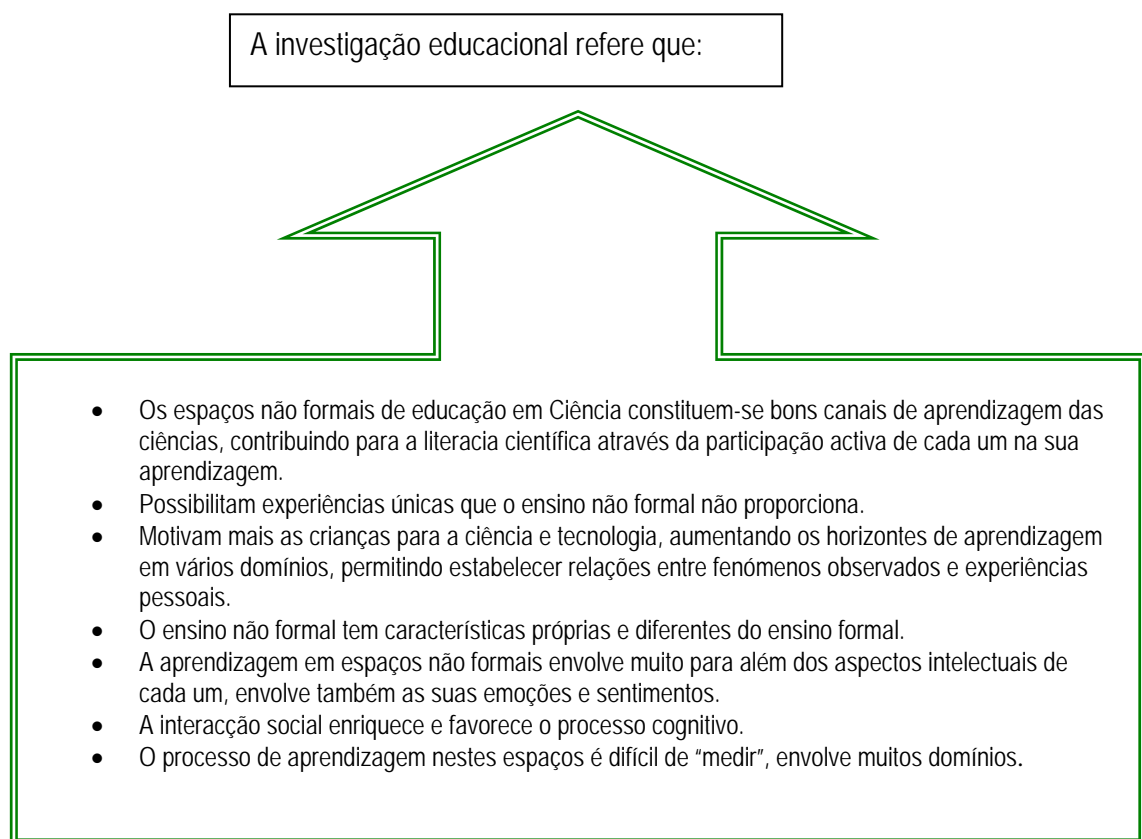 A investigação educacional refere que:
• Os espaços não formais de educação em Ciência constituem-se bons canais de aprendizagem das
ciências, contribuindo para a literacia científica através da participação activa de cada um na sua
aprendizagem.
• Possibilitam experiências únicas que o ensino não formal não proporciona.
• Motivam mais as crianças para a ciência e tecnologia, aumentando os horizontes de aprendizagem
em vários domínios, permitindo estabelecer relações entre fenómenos observados e experiências
pessoais.
• O ensino não formal tem características próprias e diferentes do ensino formal.
• A aprendizagem em espaços não formais envolve muito para além dos aspectos intelectuais de
cada um, envolve também as suas emoções e sentimentos.
• A interacção social enriquece e favorece o processo cognitivo.
• O processo de aprendizagem nestes espaços é difícil de “medir”, envolve muitos domínios.